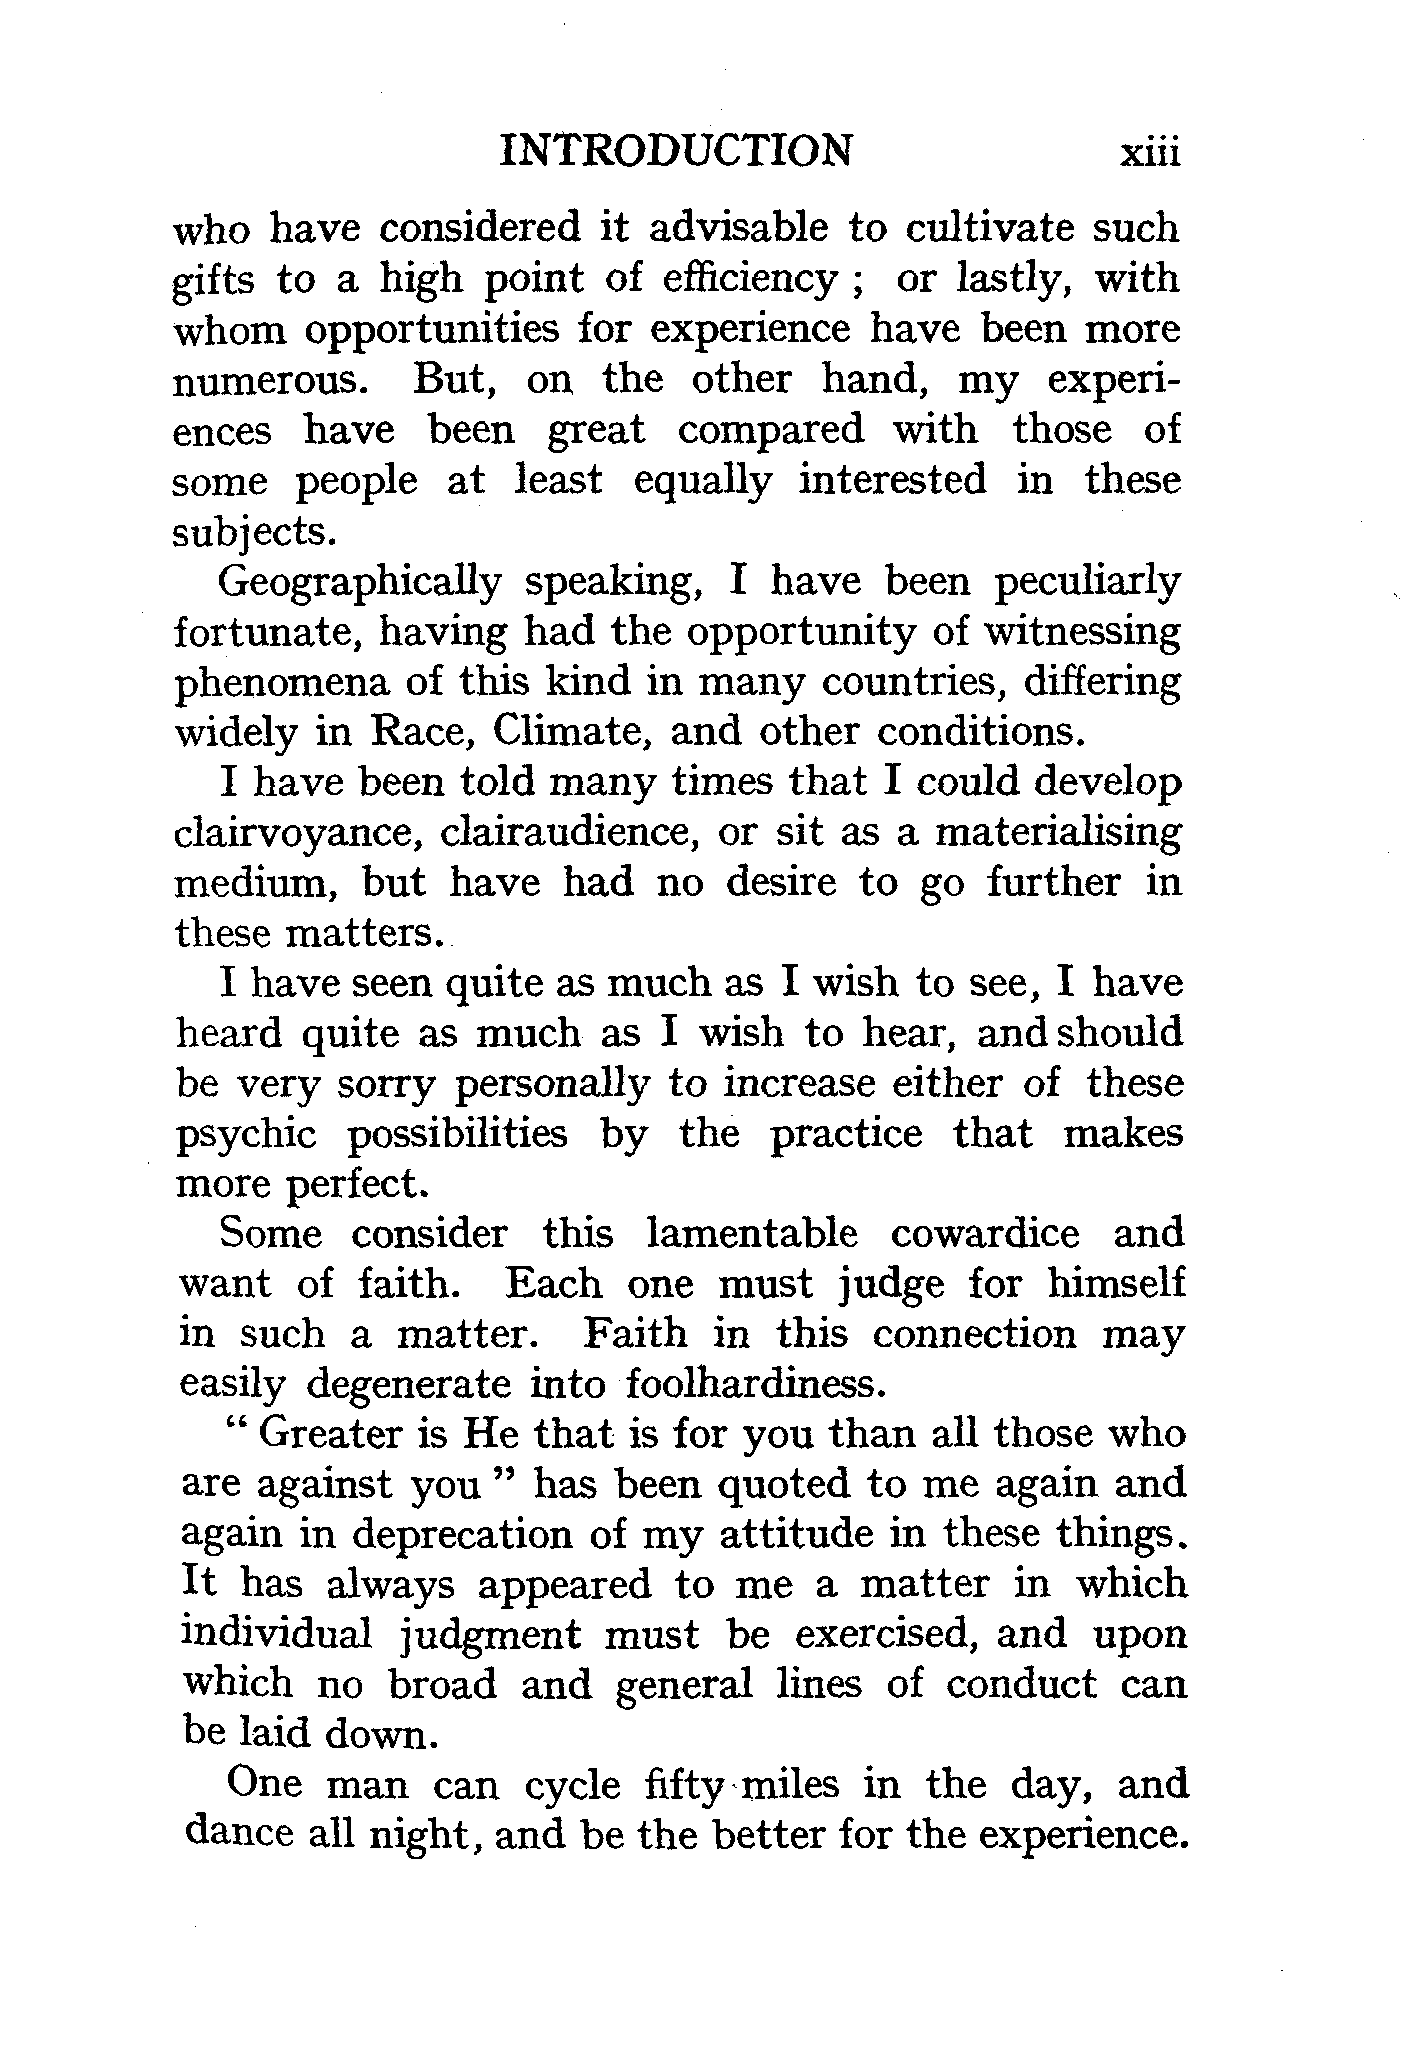 INTRODUCTION xiii
who have considered it advisable to cultivate such
gifts to a high point of efficiency ; or lastly, with
whom opportunities for experience have been more
numerous. But, on the other hand, my experi-
ences have been great compared with those of
some people at least equally interested in these
subjects.
Geographically speaking, I have been peculiarly
fortunate, having had the opportunity of witnessing
phenomena of this kind in many countries, differing
widely in Race, Climate, and other conditions.
I have been told many times that I could develop
clairvoyance, clairaudience, or sit as a materialising
medium, but have had no desire to go further in
these matters.
I have seen quite as much as I wish to see, I have
heard quite as much as I wish to hear, and should
be very sorry personally to increase either of these
psychic possibilities by the practice that makes
more perfect.
Some consider this lamentable cowardice and
want of faith. Each one must judge for himself
in such a matter. Faith in this connection may
easily degenerate into foolhardiness.
“ Greater is He that is for you than all those who
are against you ” has been quoted to me again and
again in deprecation of my attitude in these things.
It has always appeared to me a matter in which
individual judgment must be exercised, and upon
which no broad and general lines of conduct can
be laid down.
One man can cycle fifty miles in the day, and
dance all night, and be the better for the experience.